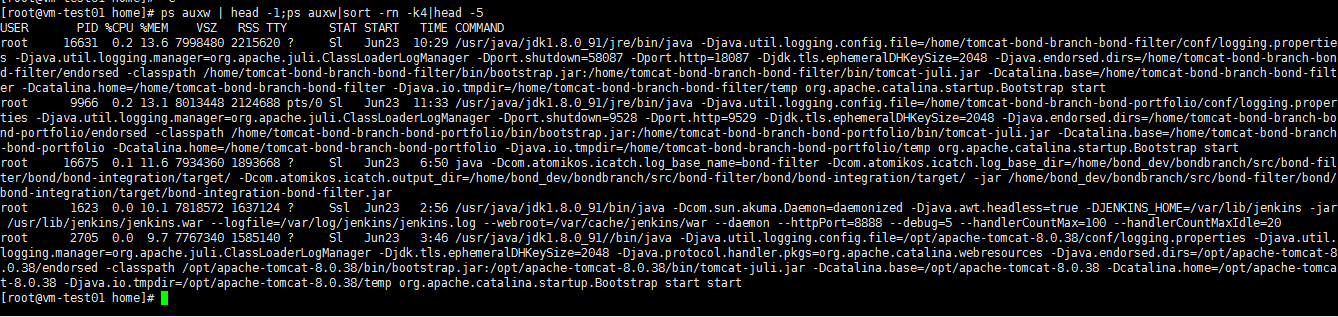 [root@vm-test01 home]# ps auxw | head -1;ps auxw|sort -rn -k4|head -5
USER       PID %CPU %MEM    VSZ   RSS TTY      STAT START   TIME COMMAND
root     16631  0.2 13.6 7998480 2215620 ?     Sl   Jun23  10:29 /usr/java/jdk1.8.0_91/jre/bin/java -Djava.util.logging.config.file=/home/tomcat-bond-branch-bond-filter/conf/logging.propertie
s -Djava.util.logging.manager=org.apache.juli.ClassLoaderLogManager -Dport.shutdown=58087 -Dport.http=18087 -Djdk.tls.ephemeralDHKeySize=2048 -Djava.endorsed.dirs=/home/tomcat-bond-branch-bon
d-filter/endorsed -classpath /home/tomcat-bond-branch-bond-filter/bin/bootstrap.jar:/home/tomcat-bond-branch-bond-filter/bin/tomcat-juli.jar -Dcatalina.base=/home/tomcat-bond-branch-bond-filt
er -Dcatalina.home=/home/tomcat-bond-branch-bond-filter -Djava.io.tmpdir=/home/tomcat-bond-branch-bond-filter/temp org.apache.catalina.startup.Bootstrap start
root      9966  0.2 13.1 8013448 2124688 pts/0 Sl   Jun23  11:33 /usr/java/jdk1.8.0_91/jre/bin/java -Djava.util.logging.config.file=/home/tomcat-bond-branch-bond-portfolio/conf/logging.proper
ties -Djava.util.logging.manager=org.apache.juli.ClassLoaderLogManager -Dport.shutdown=9528 -Dport.http=9529 -Djdk.tls.ephemeralDHKeySize=2048 -Djava.endorsed.dirs=/home/tomcat-bond-branch-bo
nd-portfolio/endorsed -classpath /home/tomcat-bond-branch-bond-portfolio/bin/bootstrap.jar:/home/tomcat-bond-branch-bond-portfolio/bin/tomcat-juli.jar -Dcatalina.base=/home/tomcat-bond-branch
-bond-portfolio -Dcatalina.home=/home/tomcat-bond-branch-bond-portfolio -Djava.io.tmpdir=/home/tomcat-bond-branch-bond-portfolio/temp org.apache.catalina.startup.Bootstrap start
root     16675  0.1 11.6 7934360 1893668 ?     Sl   Jun23   6:50 java -Dcom.atomikos.icatch.log_base_name=bond-filter -Dcom.atomikos.icatch.log_base_dir=/home/bond_dev/bondbranch/src/bond-fil
ter/bond/bond-integration/target/ -Dcom.atomikos.icatch.output_dir=/home/bond_dev/bondbranch/src/bond-filter/bond/bond-integration/target/ -jar /home/bond_dev/bondbranch/src/bond-filter/bond/
bond-integration/target/bond-integration-bond-filter.jar
root      1623  0.0 10.1 7818572 1637124 ?     Ssl  Jun23   2:56 /usr/java/jdk1.8.0_91/bin/java -Dcom.sun.akuma.Daemon=daemonized -Djava.awt.headless=true -DJENKINS_HOME=/var/lib/jenkins -jar
 /usr/lib/jenkins/jenkins.war --logfile=/var/log/jenkins/jenkins.log --webroot=/var/cache/jenkins/war --daemon --httpPort=8888 --debug=5 --handlerCountMax=100 --handlerCountMaxIdle=20
root      2705  0.0  9.7 7767340 1585140 ?     Sl   Jun23   3:46 /usr/java/jdk1.8.0_91//bin/java -Djava.util.logging.config.file=/opt/apache-tomcat-8.0.38/conf/logging.properties -Djava.util.
logging.manager=org.apache.juli.ClassLoaderLogManager -Djdk.tls.ephemeralDHKeySize=2048 -Djava.protocol.handler.pkgs=org.apache.catalina.webresources -Djava.endorsed.dirs=/opt/apache-tomcat-8
.0.38/endorsed -classpath /opt/apache-tomcat-8.0.38/bin/bootstrap.jar:/opt/apache-tomcat-8.0.38/bin/tomcat-juli.jar -Dcatalina.base=/opt/apache-tomcat-8.0.38 -Dcatalina.home=/opt/apache-tomca
t-8.0.38 -Djava.io.tmpdir=/opt/apache-tomcat-8.0.38/temp org.apache.catalina.startup.Bootstrap start start
[root@vm-test01 home]#